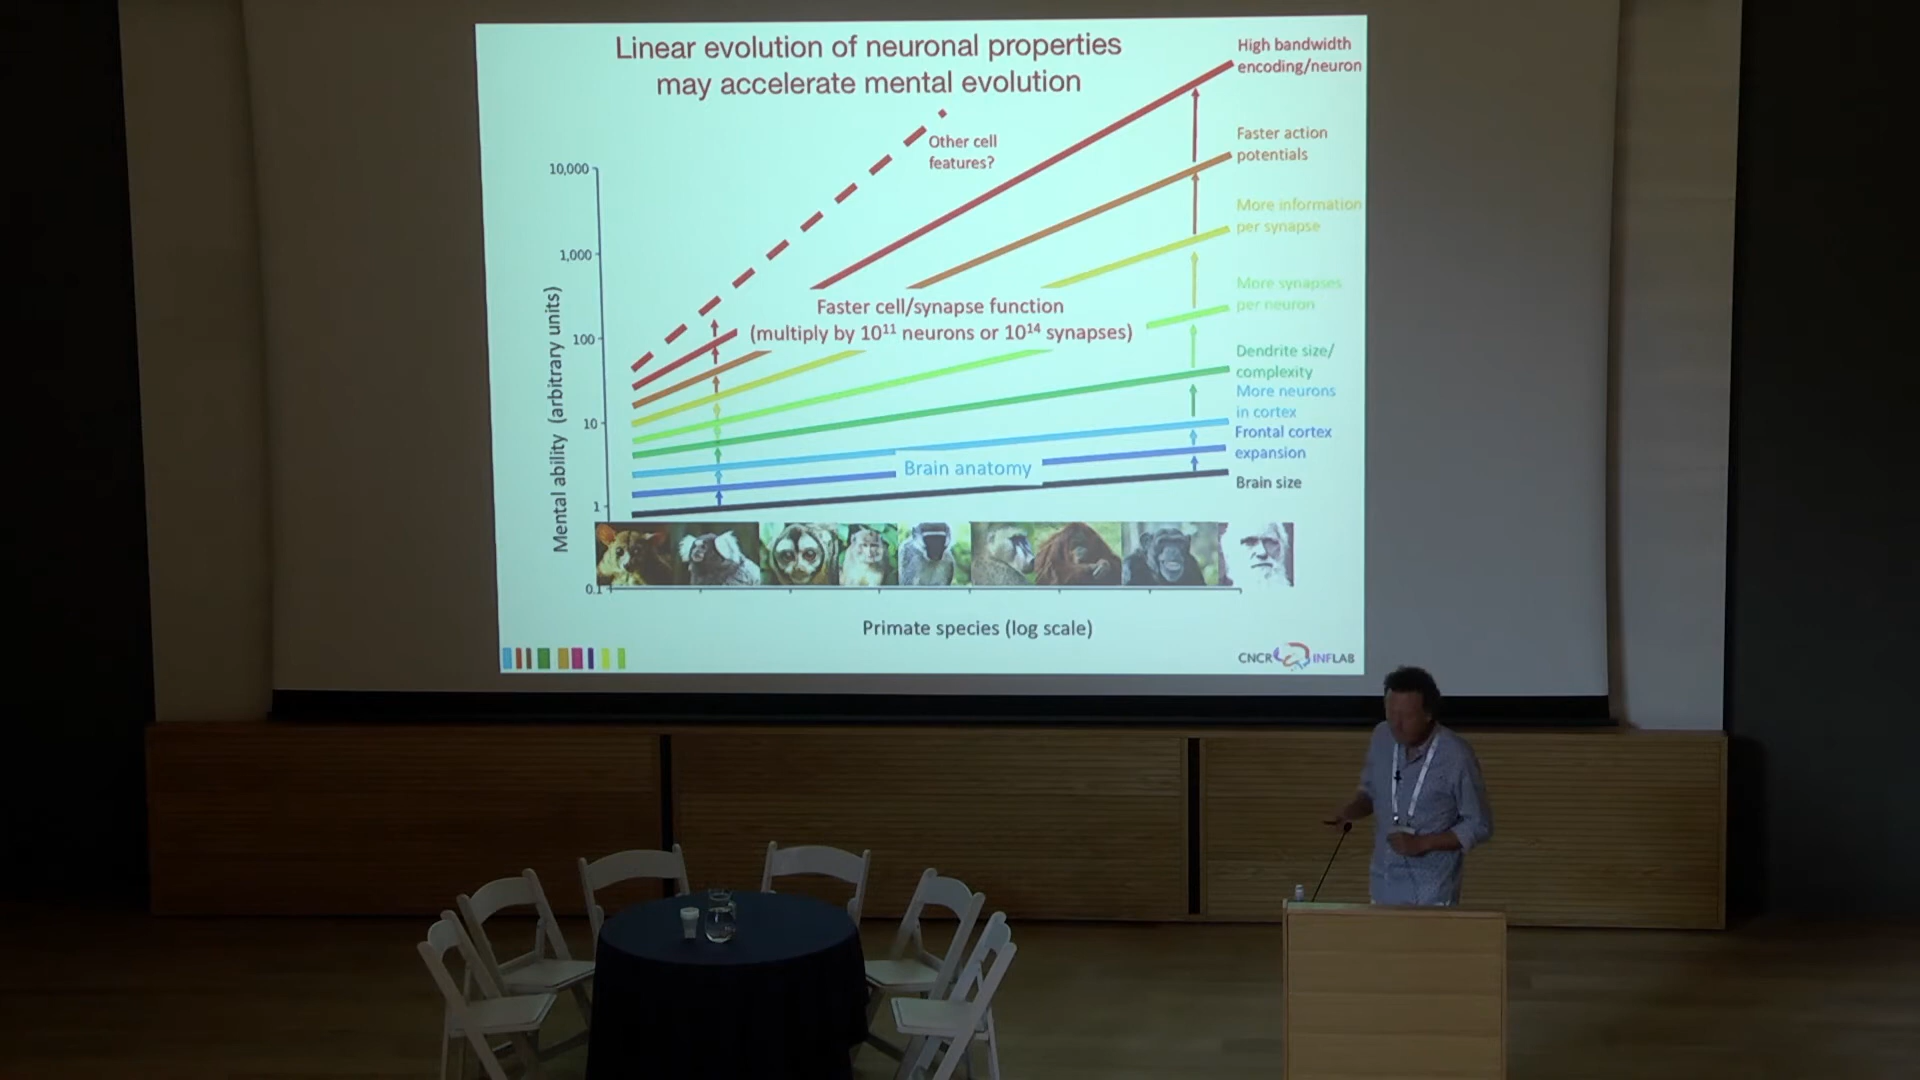 Linear evolution of neuronal properties
may accelerate mental evolution
High bandwidth
encoding/neuron
Other cell
features?
Faster action
potentials
More information
per synapse
More synapses
per neuron
Faster cell/synapse function
(multiply by 10¹¹ neurons or 10¹⁴ synapses)
Dendrite size/
complexity
More neurons
in cortex
Frontal cortex
expansion
Brain anatomy
Brain size
Mental ability (arbitrary units)
10,000
1,000
100
10
1
0.1
Primate species (log scale)
CNCR INFLAB